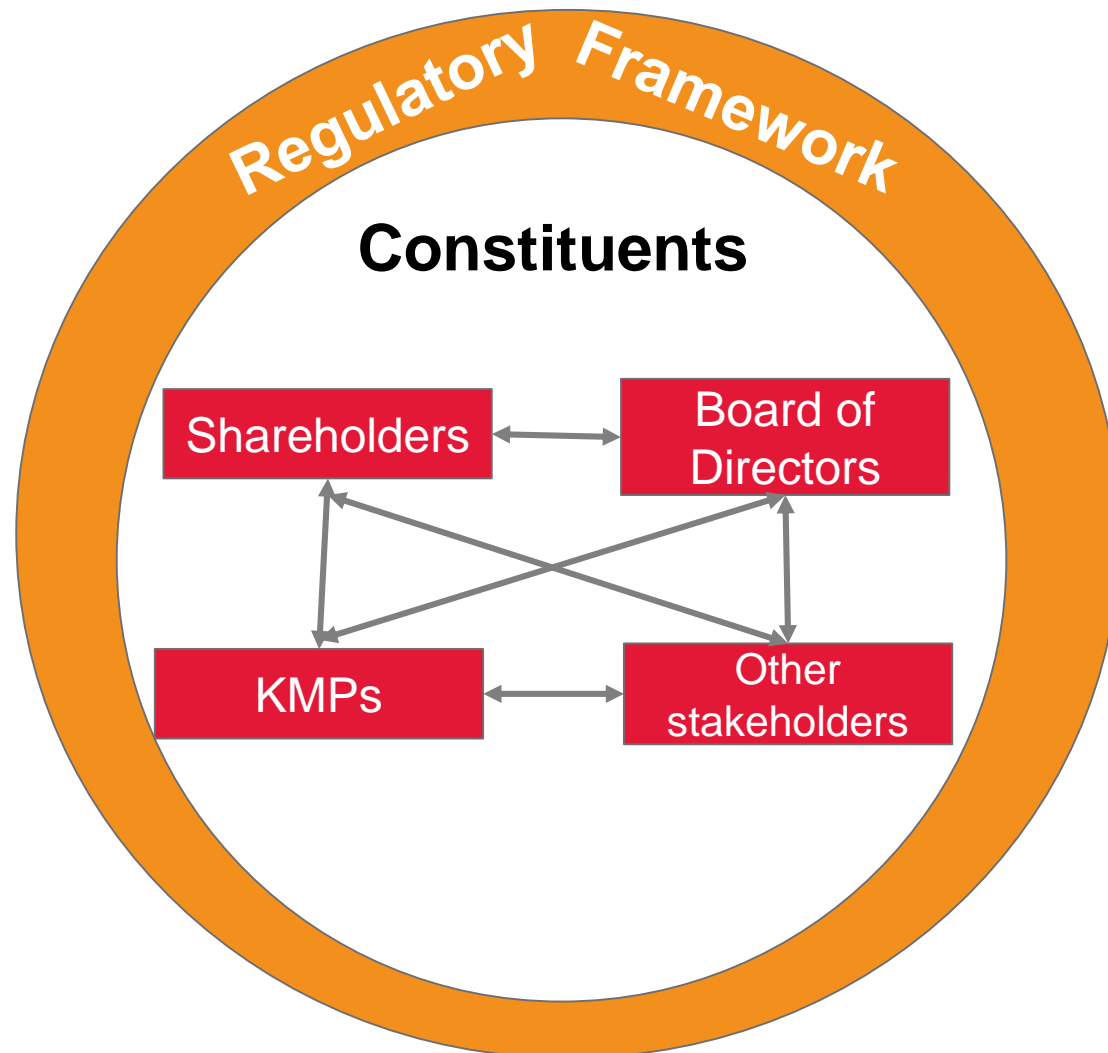 Regulatory Framework
Constituents
Shareholders
Board of
Directors
KMPs
Other
stakeholders